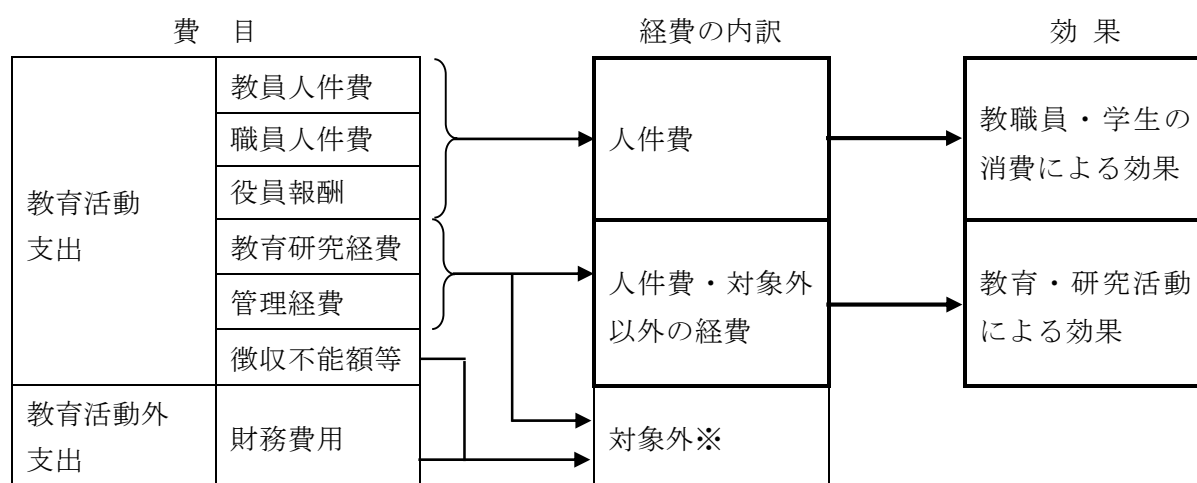 費　目
経費の内訳
効 果
教育活動
支出
教員人件費
職員人件費
役員報酬
教育研究経費
管理経費
徴収不能額等
教育活動外
支出
財務費用
人件費
人件費・対象外
以外の経費
対象外※
教職員・学生の
消費による効果
教育・研究活動
による効果